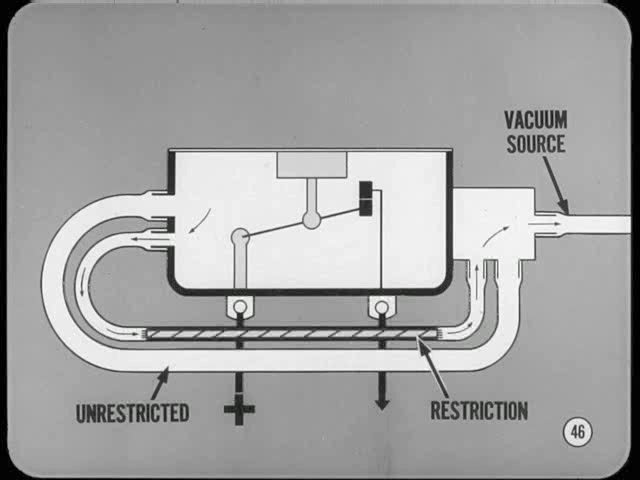 VACUUM
SOURCE
UNRESTRICTED
RESTRICTION
46